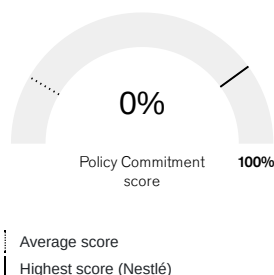 0%
Policy Commitment
score
100%
Average score
Highest score (Nestlé)